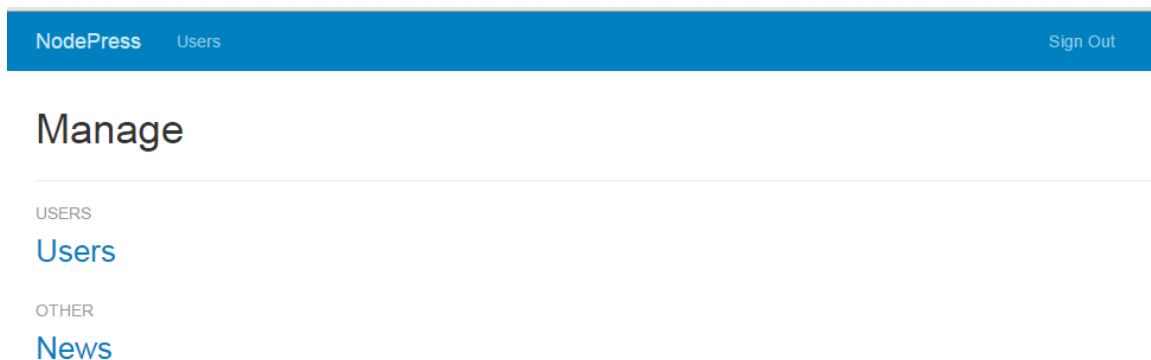 NodePress Users Sign Out
Manage
USERS
Users
OTHER
News